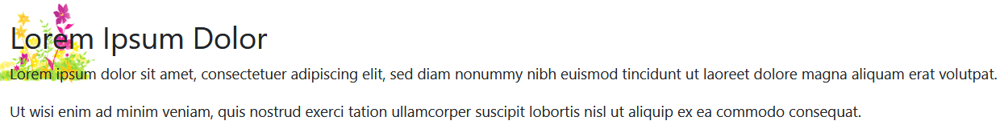 Lorem Ipsum Dolor
Lorem ipsum dolor sit amet, consectetuer adipiscing elit, sed diam nonummy nibh euismod tincidunt ut laoreet dolore magna aliquam erat volutpat.
Ut wisi enim ad minim veniam, quis nostrud exerci tation ullamcorper suscipit lobortis nisl ut aliquip ex ea commodo consequat.